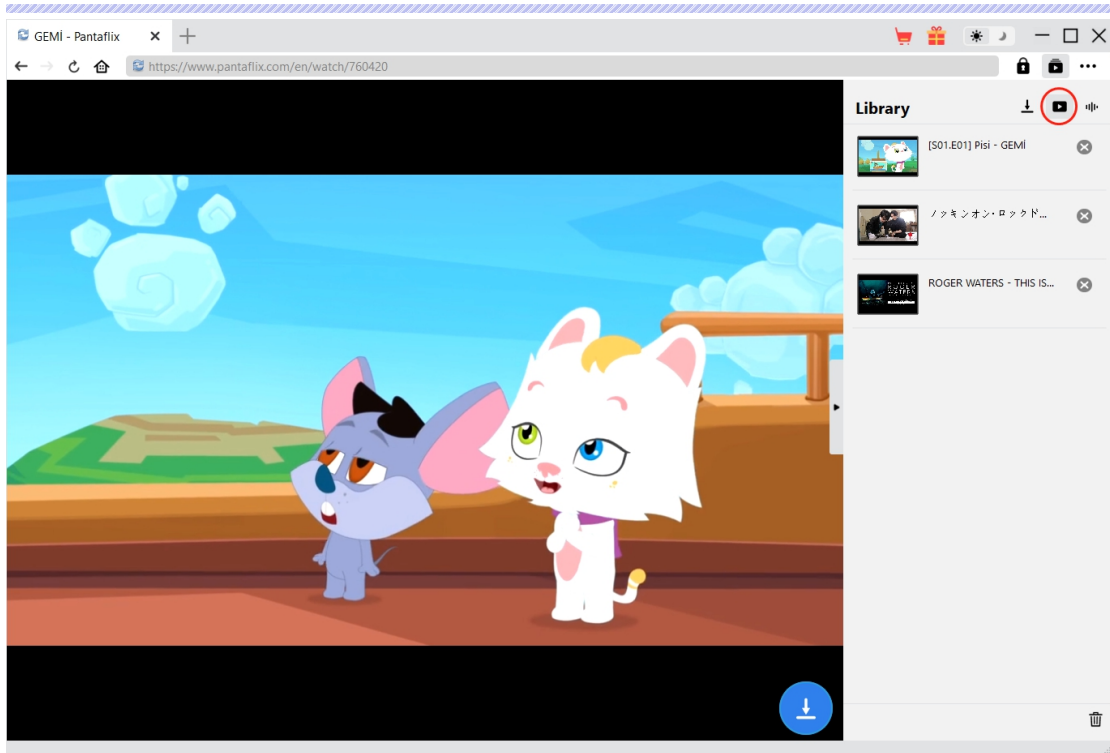 GEMİ - Pantaflix
https://www.pantaflix.com/en/watch/760420
Library
[S01.E01] Pisi - GEMİ
ノッキンオン・ロックド...
ROGER WATERS - THIS IS...